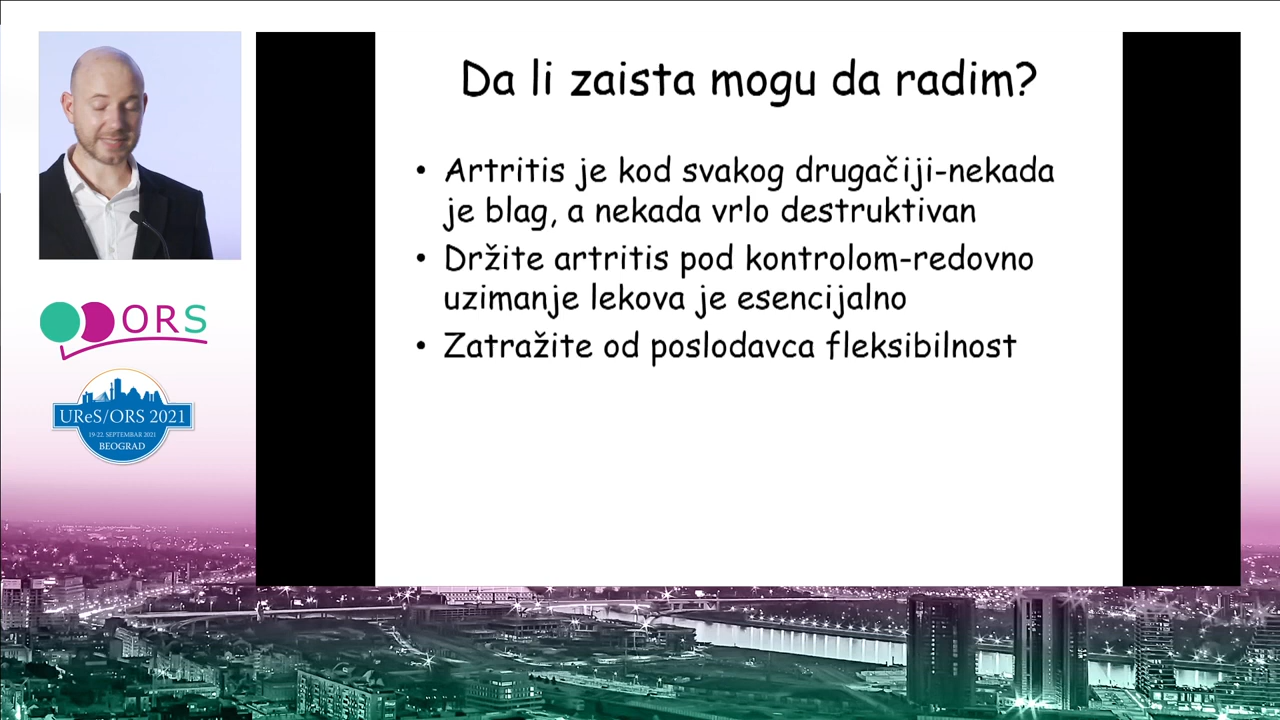 Da li zaista mogu da radim?
• Artritis je kod svakog drugačiji-nekada
je blag, a nekada vrlo destruktivan
• Držite artritis pod kontrolom-redovno
uzimanje lekova je esencijalno
• Zatražite od poslodavca fleksibilnost
ORS
UReS/ORS 2021
19-22. SEPTEMBAR 2021
BEOGRAD